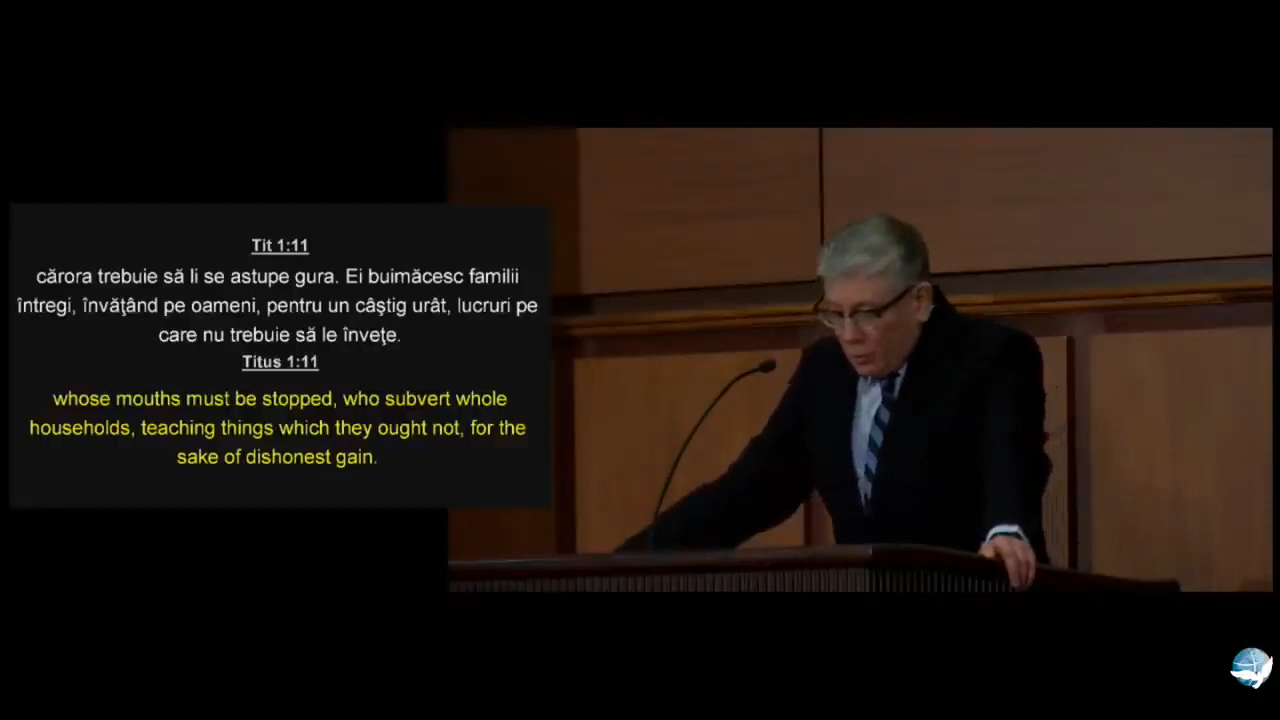 Tit 1:11
cărora trebuie să li se astupe gura. Ei buimăcesc familii
întregi, învăţând pe oameni, pentru un câştig urât, lucruri pe
care nu trebuie să le înveţe.
Titus 1:11
whose mouths must be stopped, who subvert whole
households, teaching things which they ought not, for the
sake of dishonest gain.